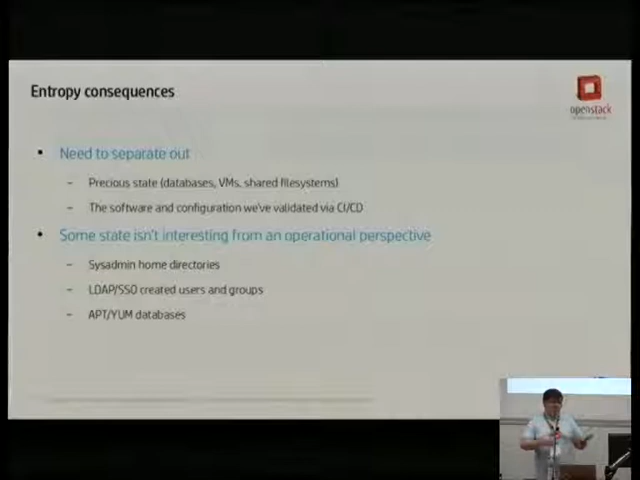 Entropy consequences
openstack
Need to separate out
Precious state (databases, VMs, shared filesystems)
The software and configuration we've validated via CI/CD
Some state isn't interesting from an operational perspective
Sysadmin home directories
LDAP/SSO created users and groups
APT/YUM databases